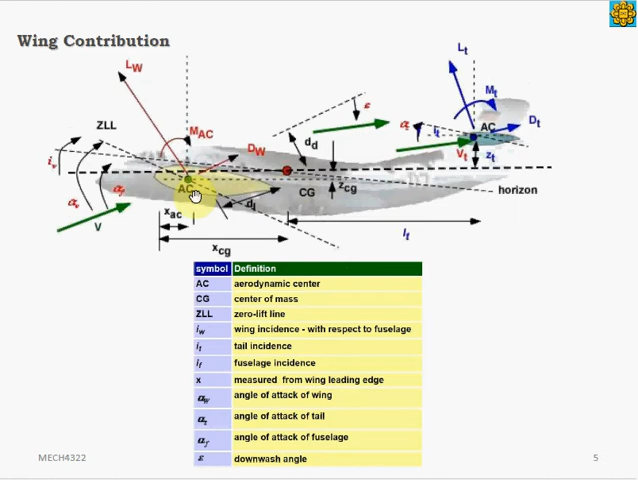 Wing Contribution
L_W
L_t
ZLL
M_AC
D_W
ε
d_d
α_t
i_t
M_t
AC
D_t
V_t
z_t
i_v
α_v
α_f
AC
CG
z_cg
horizon
V
d_l
x_ac
x_cg
l_t
symbol Definition
AC aerodynamic center
CG center of mass
ZLL zero-lift line
i_w wing incidence - with respect to fuselage
i_t tail incidence
i_f fuselage incidence
x measured from wing leading edge
α_w angle of attack of wing
α_t angle of attack of tail
α_f angle of attack of fuselage
ε downwash angle
MECH4322
5